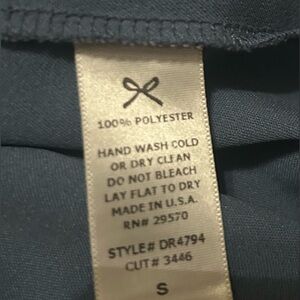 100% POLYESTER
HAND WASH COLD
OR DRY CLEAN
DO NOT BLEACH
LAY FLAT TO DRY
MADE IN U.S.A.
RN# 29570
STYLE# DR4794
CUT# 3446
S